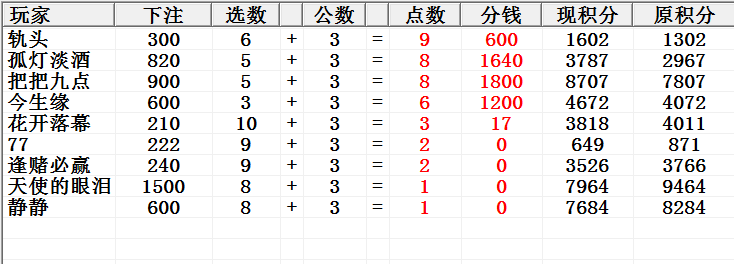 玩家 下注 选数 公数 点数 分钱 现积分 原积分
轨头 300 6 + 3 = 9 600 1602 1302
孤灯淡酒 820 5 + 3 = 8 1640 3787 2967
把把九点 900 5 + 3 = 8 1800 8707 7807
今生缘 600 3 + 3 = 6 1200 4672 4072
花开落幕 210 10 + 3 = 3 17 3818 4011
77 222 9 + 3 = 2 0 649 871
逢赌必赢 240 9 + 3 = 2 0 3526 3766
天使的眼泪 1500 8 + 3 = 1 0 7964 9464
静静 600 8 + 3 = 1 0 7684 8284